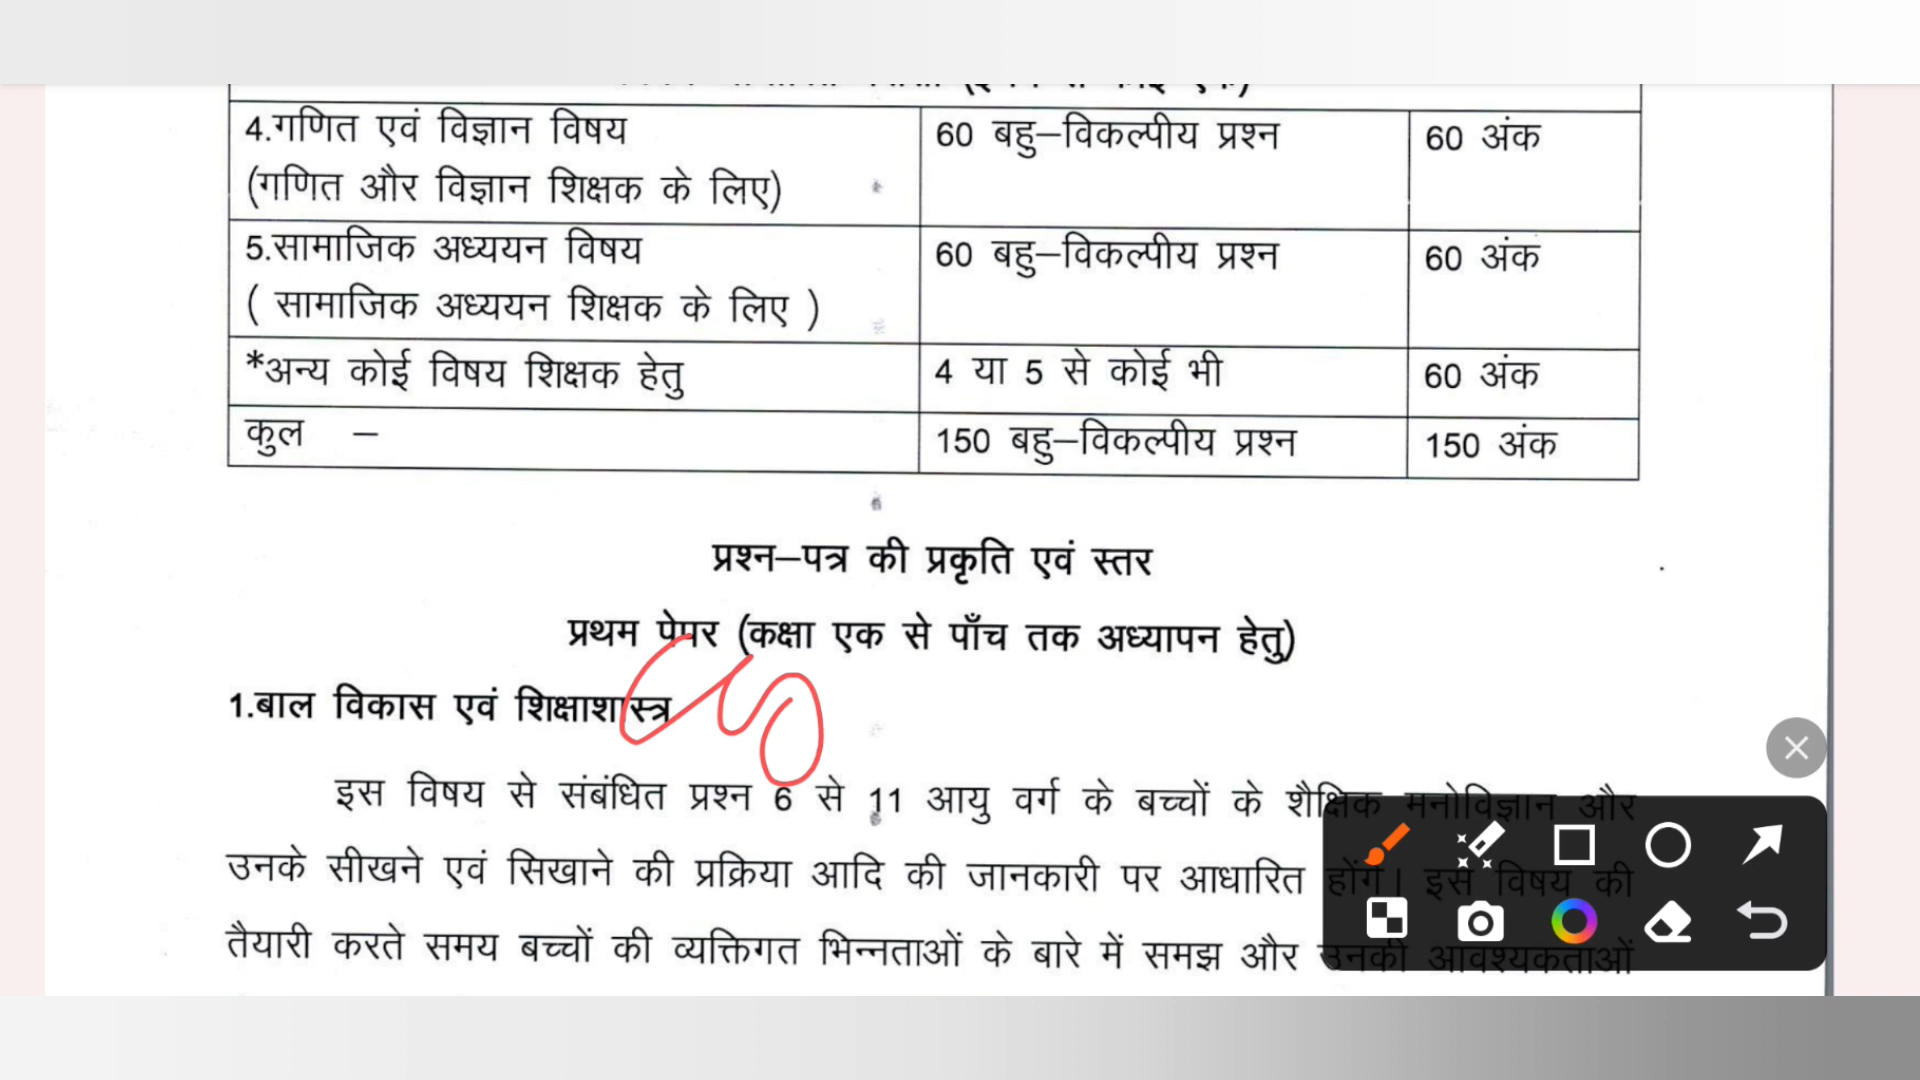 4.गणित एवं विज्ञान विषय
(गणित और विज्ञान शिक्षक के लिए)
60 बहु–विकल्पीय प्रश्न
60 अंक
5.सामाजिक अध्ययन विषय
( सामाजिक अध्ययन शिक्षक के लिए )
60 बहु–विकल्पीय प्रश्न
60 अंक
*अन्य कोई विषय शिक्षक हेतु
4 या 5 से कोई भी
60 अंक
कुल –
150 बहु–विकल्पीय प्रश्न
150 अंक
प्रश्न–पत्र की प्रकृति एवं स्तर
प्रथम पेपर (कक्षा एक से पाँच तक अध्यापन हेतु)
1.बाल विकास एवं शिक्षाशास्त्र
इस विषय से संबंधित प्रश्न 6 से 11 आयु वर्ग के बच्चों के शैक्षिक मनोविज्ञान और
उनके सीखने एवं सिखाने की प्रक्रिया आदि की जानकारी पर आधारित होंगे। इस विषय की
तैयारी करते समय बच्चों की व्यक्तिगत भिन्नताओं के बारे में समझ और उनकी आवश्यकताओं